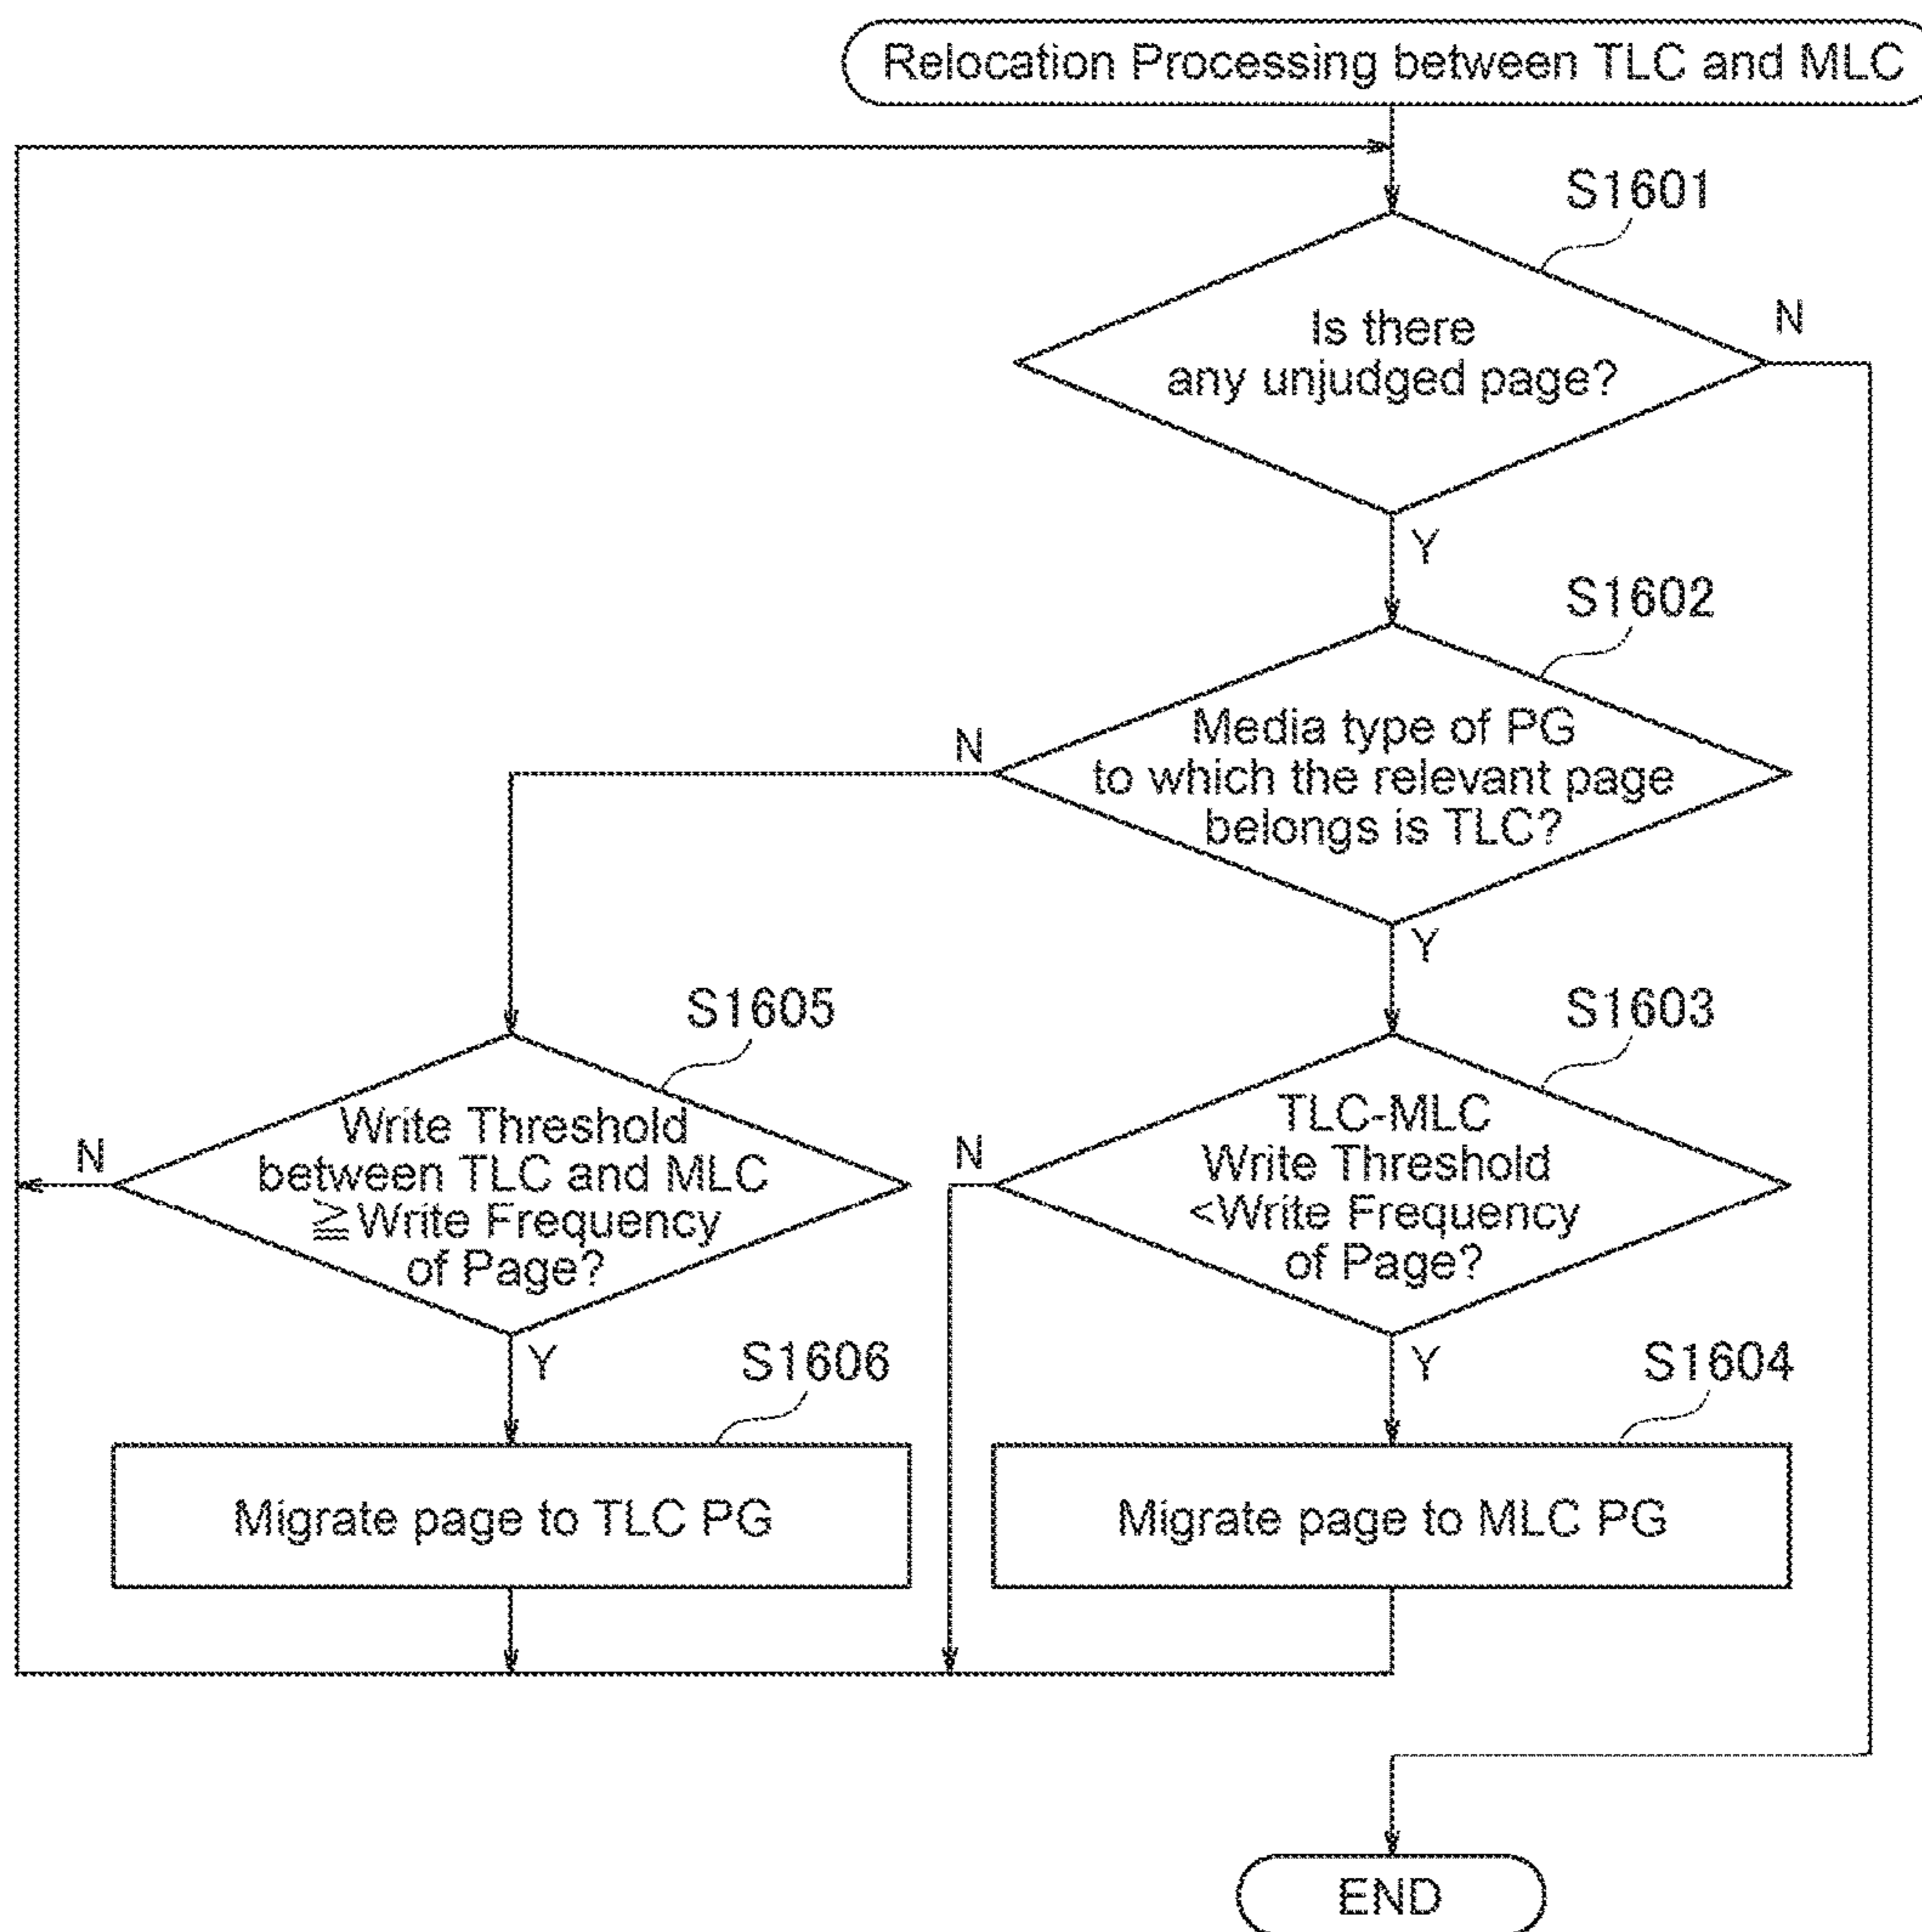 Relocation Processing between TLC and MLC
S1601
Is there
any unjudged page?
N
Y
S1602
Media type of PG
to which the relevant page
belongs is TLC?
N
Y
S1605
Write Threshold
between TLC and MLC
≧Write Frequency
of Page?
N
Y
S1603
TLC-MLC
Write Threshold
<Write Frequency
of Page?
N
Y
S1606
Migrate page to TLC PG
S1604
Migrate page to MLC PG
END